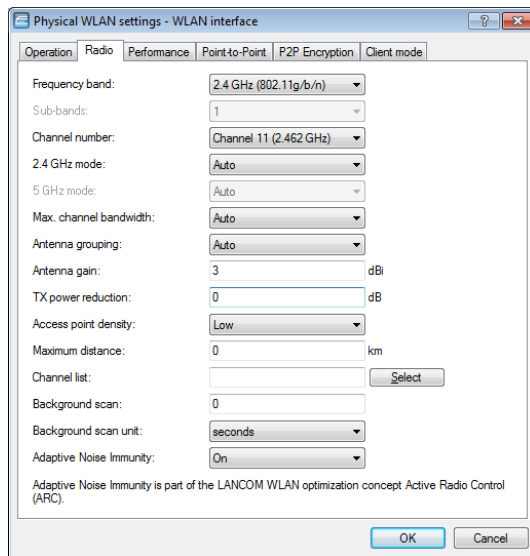 Physical WLAN settings - WLAN interface
Operation Radio Performance Point-to-Point P2P Encryption Client mode
Frequency band: 2.4 GHz (802.11g/b/n)
Sub-bands: 1
Channel number: Channel 11 (2.462 GHz)
2.4 GHz mode: Auto
5 GHz mode: Auto
Max. channel bandwidth: Auto
Antenna grouping: Auto
Antenna gain: 3 dBi
TX power reduction: 0 dB
Access point density: Low
Maximum distance: 0 km
Channel list: Select
Background scan: 0
Background scan unit: seconds
Adaptive Noise Immunity: On
Adaptive Noise Immunity is part of the LANCOM WLAN optimization concept Active Radio Control
(ARC).
OK Cancel